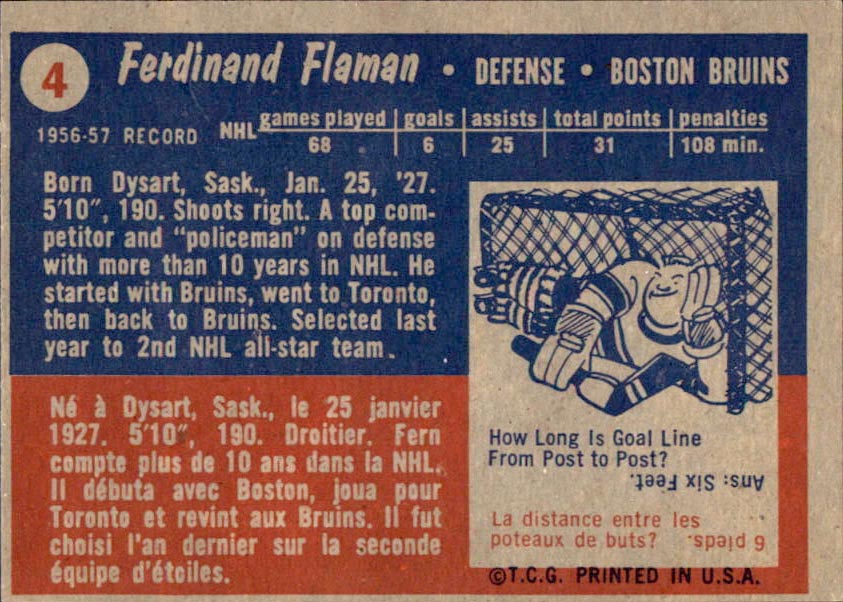 4 Ferdinand Flaman • DEFENSE • BOSTON BRUINS
1956-57 RECORD NHL games played goals assists total points penalties
68 6 25 31 108 min.
Born Dysart, Sask., Jan. 25, '27.
5'10", 190. Shoots right. A top com-
petitor and "policeman" on defense
with more than 10 years in NHL. He
started with Bruins, went to Toronto,
then back to Bruins. Selected last
year to 2nd NHL all-star team.
Né à Dysart, Sask., le 25 janvier
1927. 5'10", 190. Droitier. Fern
compte plus de 10 ans dans la NHL.
Il débuta avec Boston, joua pour
Toronto et revint aux Bruins. Il fut
choisi l'an dernier sur la seconde
équipe d'étoiles.
How Long Is Goal Line
From Post to Post?
Ans: Six Feet.
La distance entre les
poteaux de buts? 6 pieds.
©T.C.G. PRINTED IN U.S.A.